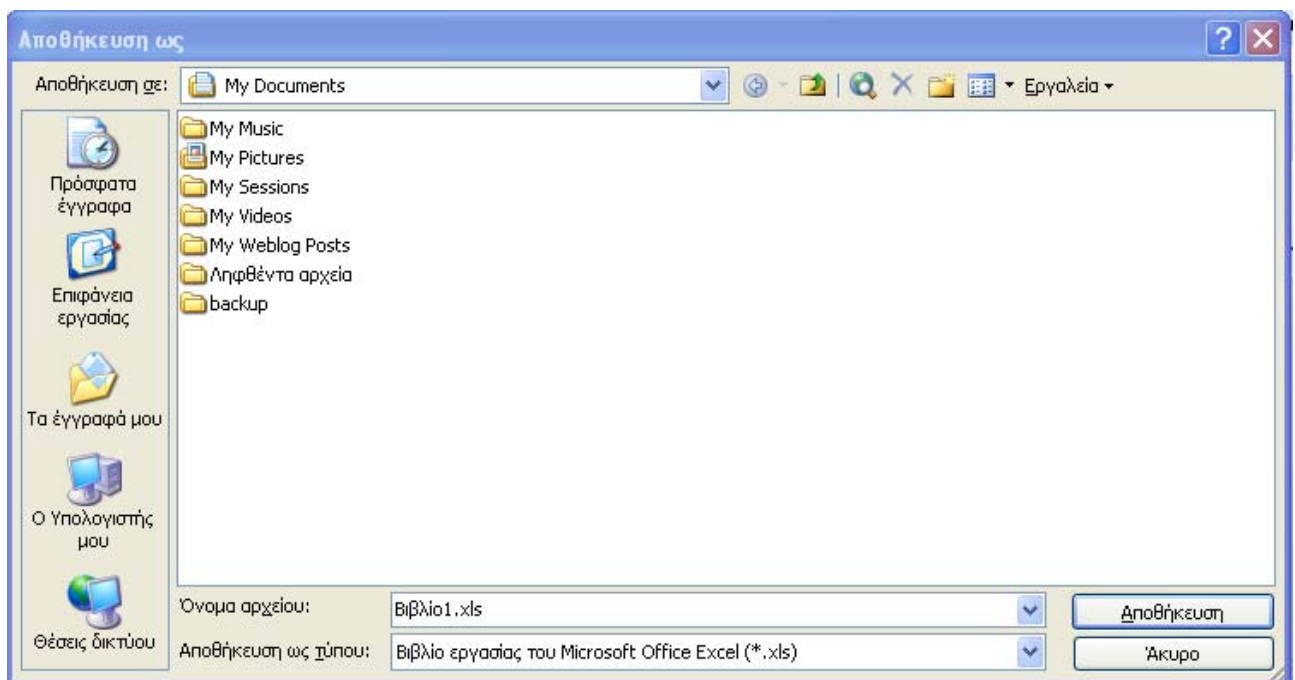 Αποθήκευση ως
Αποθήκευση σε:
My Documents
Εργαλεία
Πρόσφατα
έγγραφα
Επιφάνεια
εργασίας
Τα έγγραφά μου
Ο Υπολογιστής
μου
Θέσεις δικτύου
My Music
My Pictures
My Sessions
My Videos
My Weblog Posts
Ληφθέντα αρχεία
backup
Όνομα αρχείου:
Βιβλίο1.xls
Αποθήκευση
Αποθήκευση ως τύπου:
Βιβλίο εργασίας του Microsoft Office Excel (*.xls)
Άκυρο